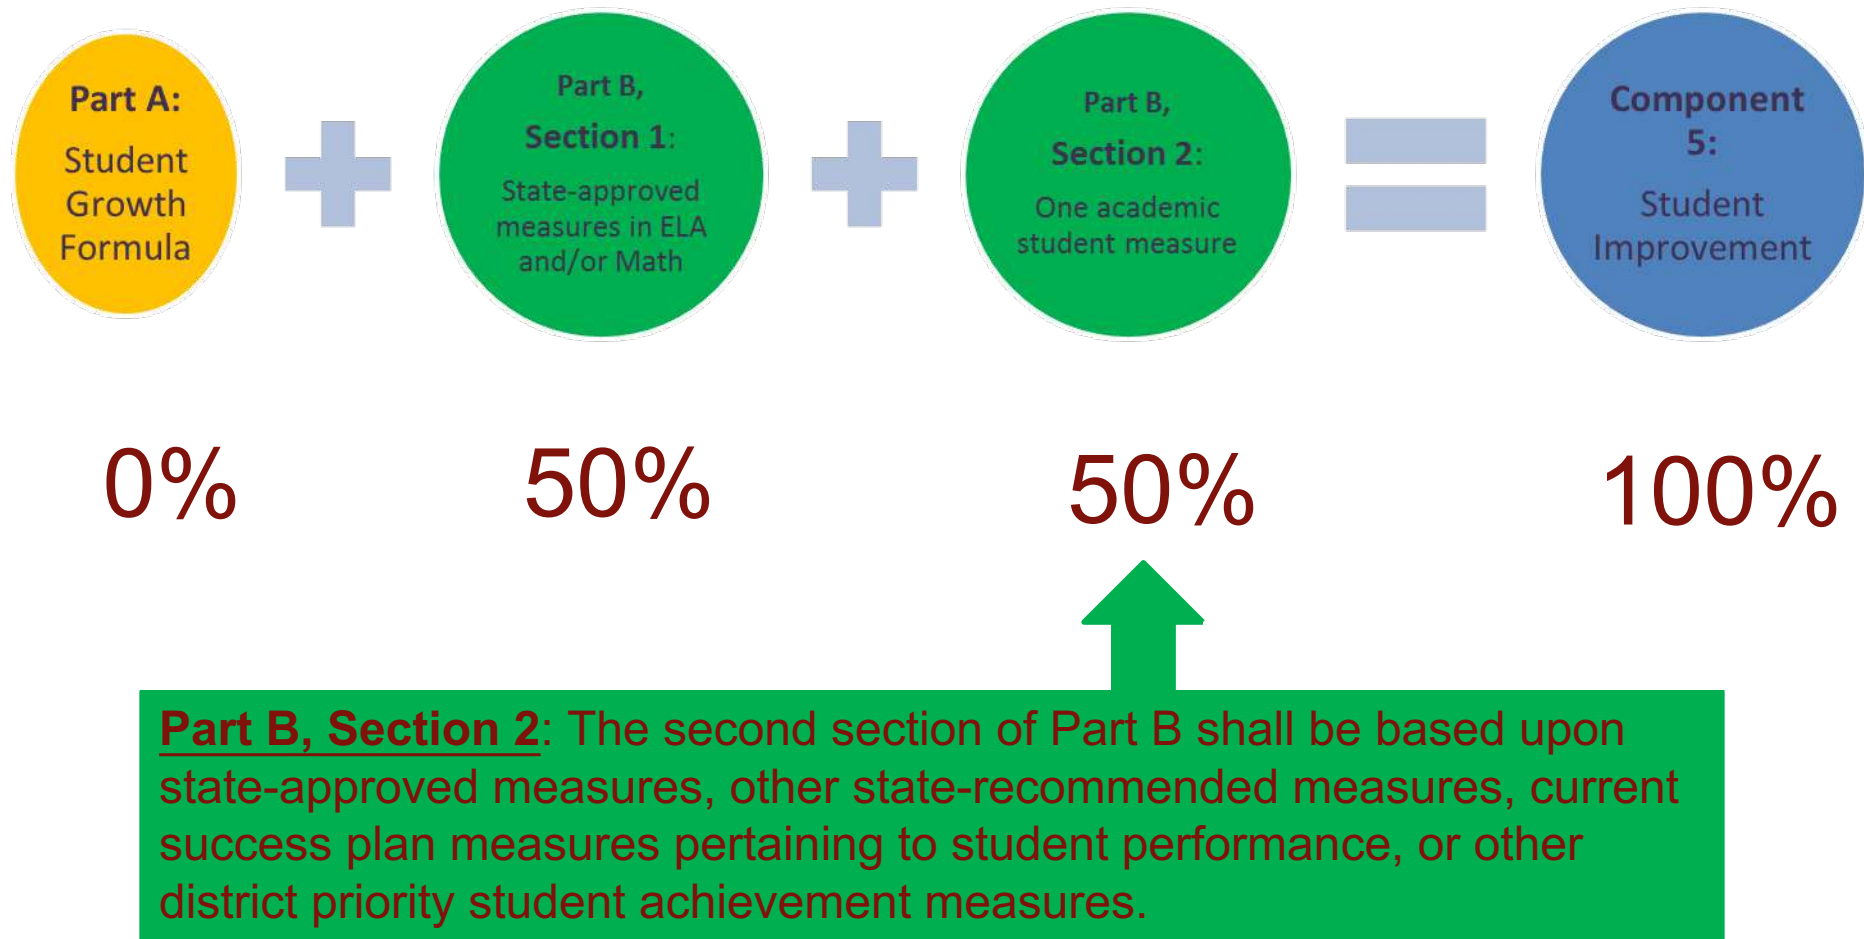 Part A:
Student
Growth
Formula
Part B,
Section 1:
State-approved
measures in ELA
and/or Math
Part B,
Section 2:
One academic
student measure
Component
5:
Student
Improvement
0%
50%
50%
100%
Part B, Section 2: The second section of Part B shall be based upon
state-approved measures, other state-recommended measures, current
success plan measures pertaining to student performance, or other
district priority student achievement measures.